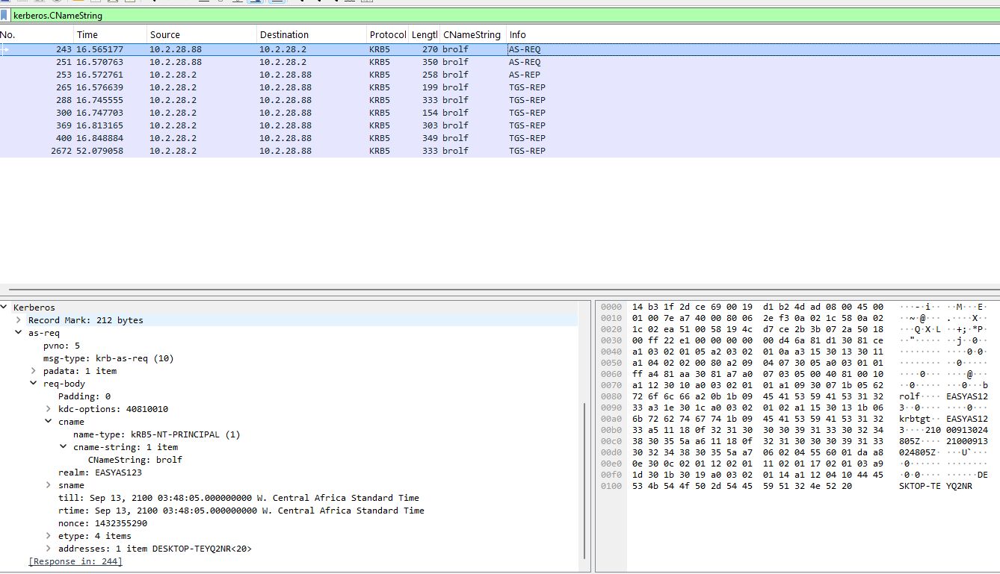 kerberos.CNameString
No. Time Source Destination Protocol Lengtl CNameString Info
243 16.565177 10.2.28.88 10.2.28.2 KRB5 270 brolf AS-REQ
251 16.570763 10.2.28.88 10.2.28.2 KRB5 350 brolf AS-REQ
253 16.572761 10.2.28.2 10.2.28.88 KRB5 258 brolf AS-REP
265 16.576639 10.2.28.2 10.2.28.88 KRB5 199 brolf TGS-REP
288 16.745555 10.2.28.2 10.2.28.88 KRB5 333 brolf TGS-REP
300 16.747703 10.2.28.2 10.2.28.88 KRB5 154 brolf TGS-REP
369 16.813165 10.2.28.2 10.2.28.88 KRB5 303 brolf TGS-REP
400 16.848884 10.2.28.2 10.2.28.88 KRB5 349 brolf TGS-REP
2672 52.079058 10.2.28.2 10.2.28.88 KRB5 333 brolf TGS-REP
Kerberos
Record Mark: 212 bytes
as-req
pvno: 5
msg-type: krb-as-req (10)
padata: 1 item
req-body
Padding: 0
kdc-options: 40810010
cname
name-type: kRB5-NT-PRINCIPAL (1)
cname-string: 1 item
CNameString: brolf
realm: EASYAS123
sname
till: Sep 13, 2100 03:48:05.000000000 W. Central Africa Standard Time
rtime: Sep 13, 2100 03:48:05.000000000 W. Central Africa Standard Time
nonce: 1432355290
etype: 4 items
addresses: 1 item DESKTOP-TEYQ2NR<20>
[Response in: 244]
0000 14 b3 1f 2d ce 69 00 19 d1 b2 4d ad 08 00 45 00 ···-·i·· ··M···E·
0010 01 00 7e a7 40 00 80 06 2e f3 0a 02 1c 58 0a 02 ··~·@··· .····X··
0020 1c 02 ea 51 00 58 19 4c d7 ce 2b 3b 07 2a 50 18 ···Q·X·L ··+;·*P·
0030 00 ff 22 e1 00 00 00 00 00 d4 6a 81 d1 30 81 ce ··"····· ··j··0··
0040 a1 03 02 01 05 a2 03 02 01 0a a3 15 30 13 30 11 ········ ····0·0·
0050 a1 04 02 02 00 80 a2 09 04 07 30 05 a0 03 01 01 ········ ··0·····
0060 ff a4 81 aa 30 81 a7 a0 07 03 05 00 40 81 00 10 ····0··· ····@···
0070 a1 12 30 10 a0 03 02 01 01 a1 09 30 07 1b 05 62 ··0····· ···0···b
0080 72 6f 6c 66 a2 0b 1b 09 45 41 53 59 41 53 31 32 rolf···· EASYAS12
0090 33 a3 1e 30 1c a0 03 02 01 02 a1 15 30 13 1b 06 3··0···· ····0···
00a0 6b 72 62 74 67 74 1b 09 45 41 53 59 41 53 31 32 krbtgt·· EASYAS12
00b0 33 a5 11 18 0f 32 31 30 30 30 39 31 33 30 32 34 3····210 00913024
00c0 38 30 35 5a a6 11 18 0f 32 31 30 30 30 39 31 33 805Z···· 21000913
00d0 30 32 34 38 30 35 5a a7 06 02 04 55 60 01 da a8 024805Z· ···U`···
00e0 0e 30 0c 02 01 12 02 01 11 02 01 17 02 01 03 a9 ·0······ ········
00f0 1d 30 1b 30 19 a0 03 02 01 14 a1 12 04 10 44 45 ·0·0···· ······DE
0100 53 4b 54 4f 50 2d 54 45 59 51 32 4e 52 20 SKTOP-TE YQ2NR